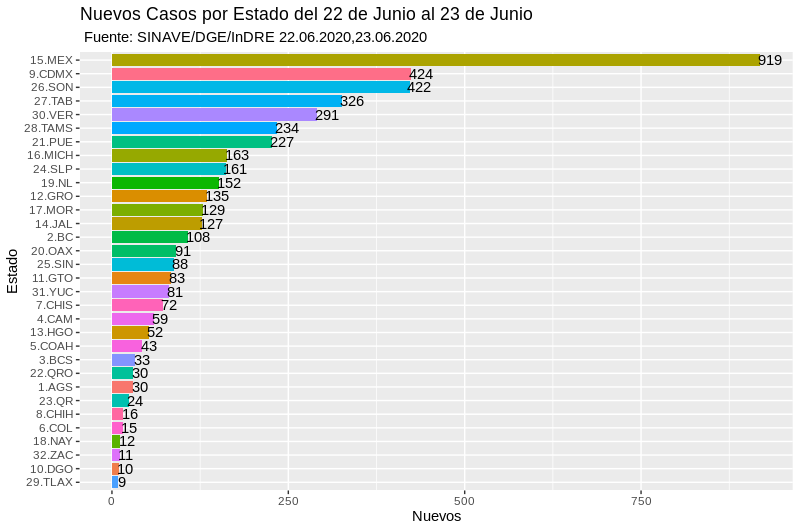 Nuevos Casos por Estado del 22 de Junio al 23 de Junio
Fuente: SINAVE/DGE/InDRE 22.06.2020,23.06.2020
Estado
15.MEX 919
9.CDMX 424
26.SON 422
27.TAB 326
30.VER 291
28.TAMS 234
21.PUE 227
16.MICH 163
24.SLP 161
19.NL 152
12.GRO 135
17.MOR 129
14.JAL 127
2.BC 108
20.OAX 91
25.SIN 88
11.GTO 83
31.YUC 81
7.CHIS 72
4.CAM 59
13.HGO 52
5.COAH 43
3.BCS 33
22.QRO 30
1.AGS 30
23.QR 24
8.CHIH 16
6.COL 15
18.NAY 12
32.ZAC 11
10.DGO 10
29.TLAX 9
0 250 500 750
Nuevos